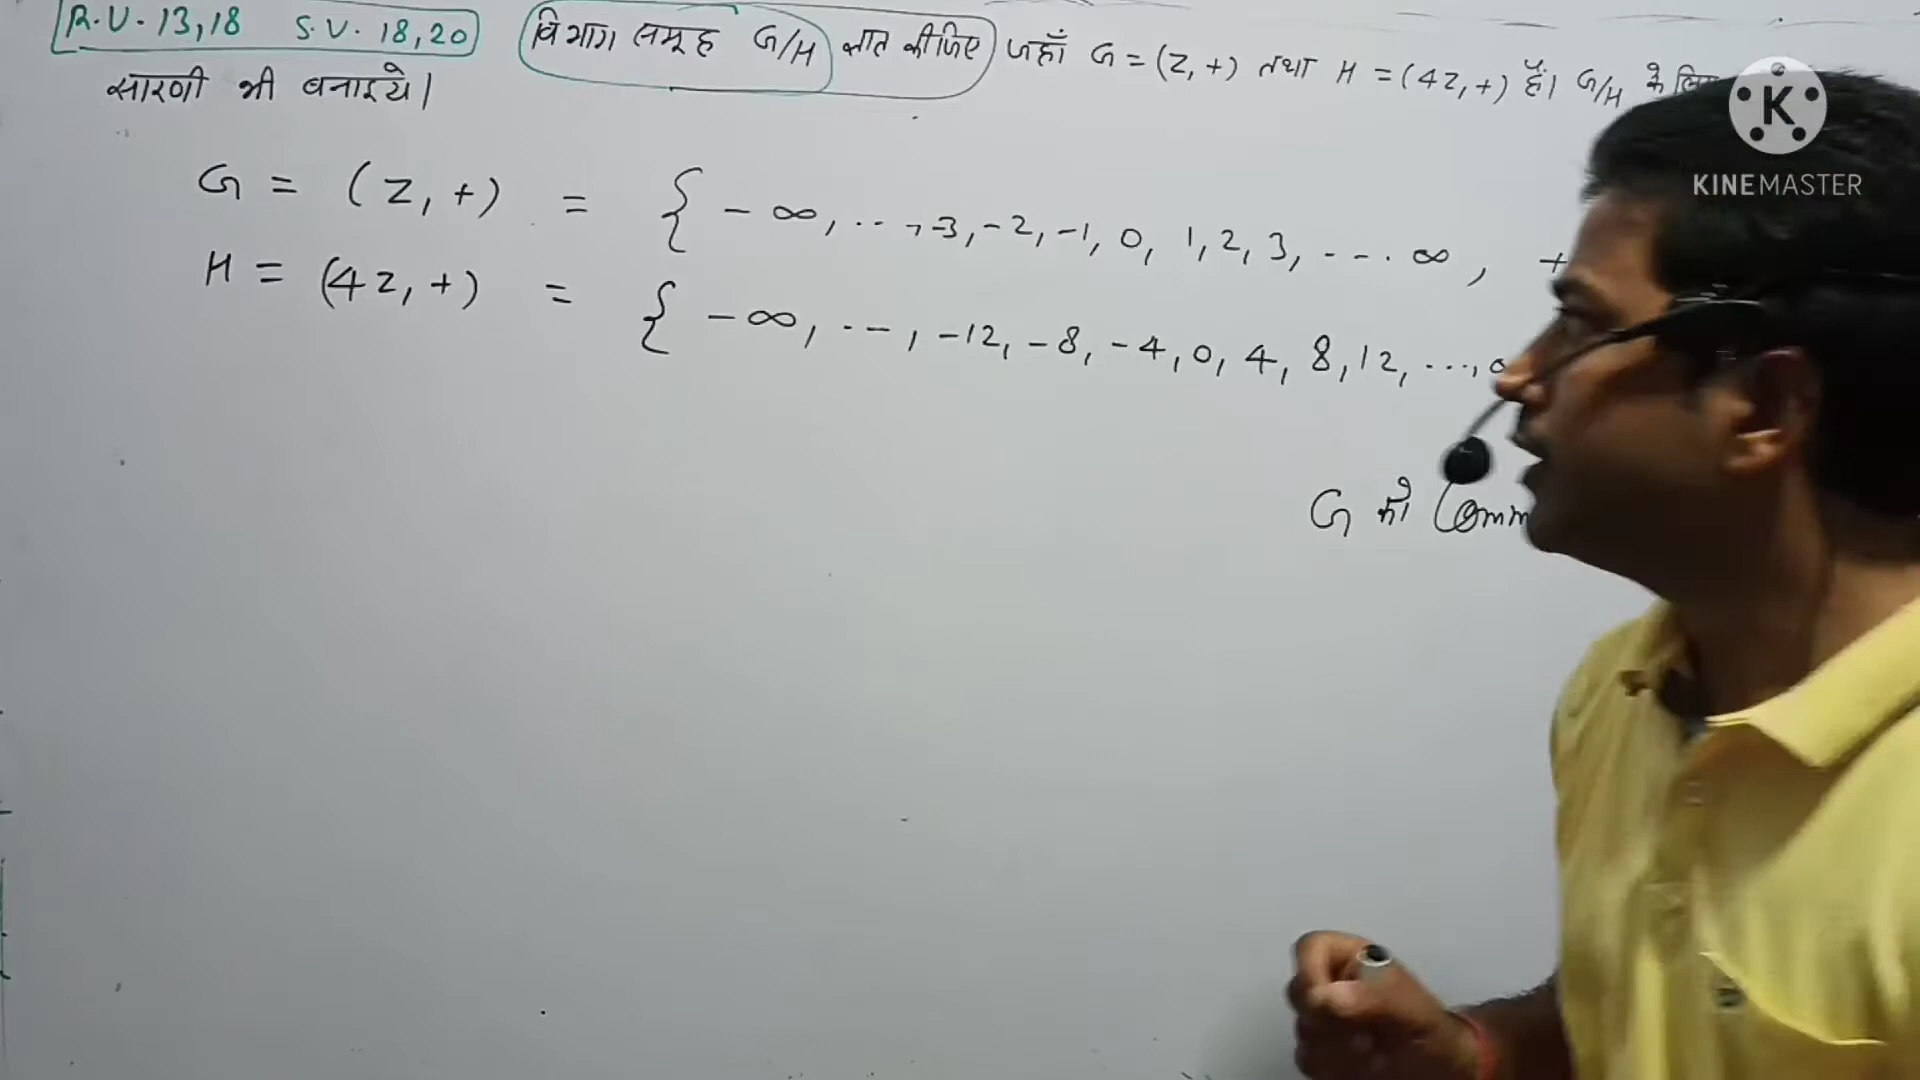 R.U. 13,18 S.U. 18,20 विभाग समूह G/H ज्ञात कीजिए जहाँ G = (Z, +) तथा H = (4Z, +) हैं। G/H के
सारणी भी बनाइये।
G = (Z, +) = { - ∞, .. , -3, -2, -1, 0, 1, 2, 3, --- ∞, +
H = (4Z, +) = { - ∞, .-- , -12, -8, -4, 0, 4, 8, 12, ...,
G को
K
KINEMASTER